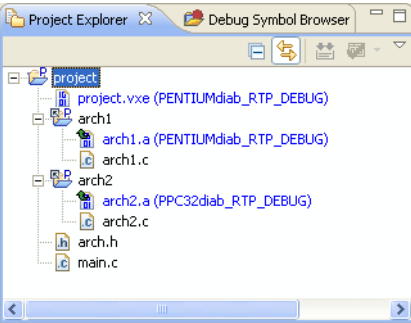 Project Explorer Debug Symbol Browser
project
project.vxe (PENTIUMdiab_RTP_DEBUG)
arch1
arch1.a (PENTIUMdiab_RTP_DEBUG)
arch1.c
arch2
arch2.a (PPC32diab_RTP_DEBUG)
arch2.c
arch.h
main.c